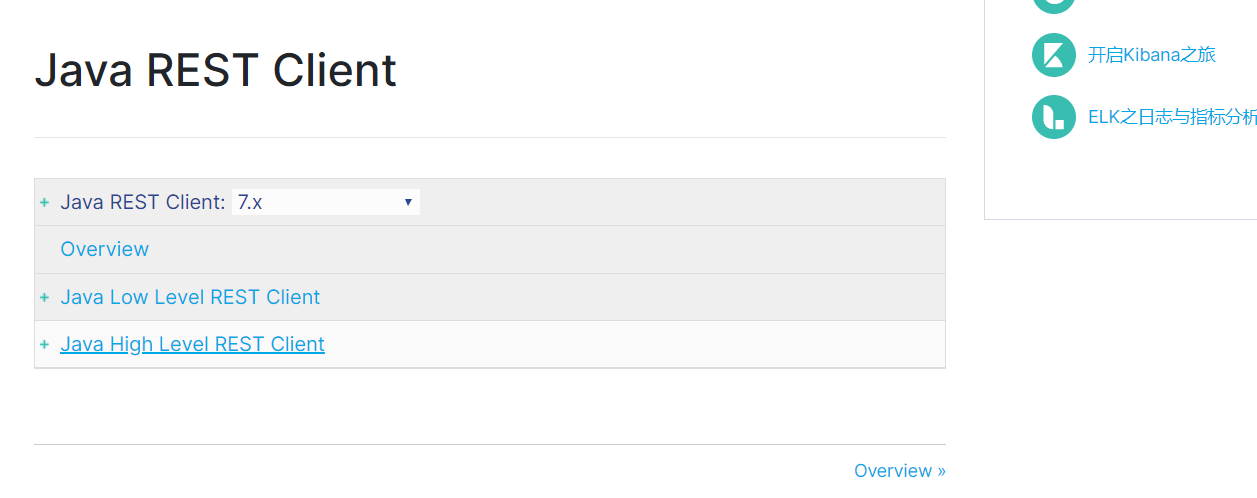 Java REST Client
+ Java REST Client: 7.x ▼
Overview
+ Java Low Level REST Client
+ Java High Level REST Client
Overview »
开启Kibana之旅
ELK之日志与指标分析